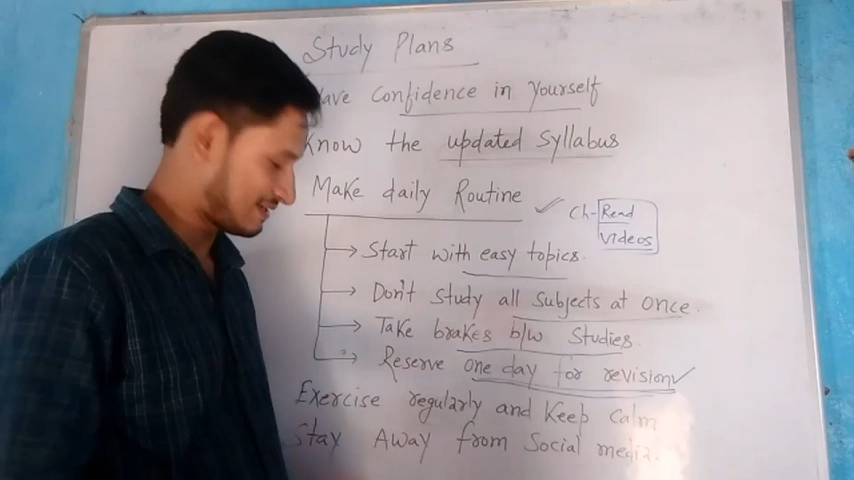 Study Plans
Have Confidence in Yourself
Know the updated Syllabus
Make daily Routine
Ch- Read
Videos
Start with easy topics.
Don't Study all Subjects at once.
Take brakes b/w Studies.
Reserve one day for revision
Exercise regularly and Keep Calm
Stay Away from Social media.